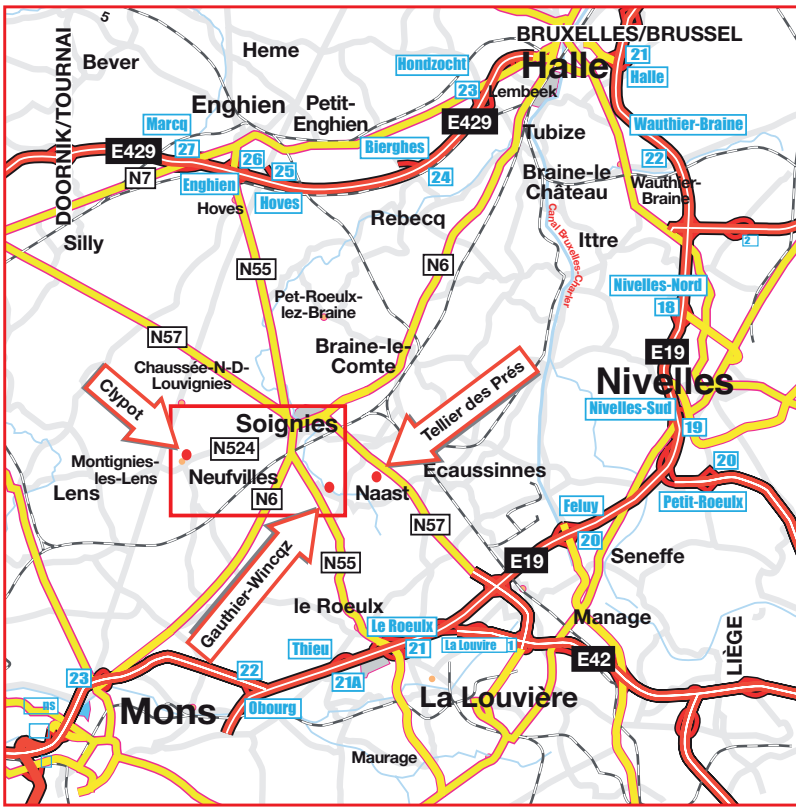 5
Bever
Heme
BRUXELLES/BRUSSEL
Hondzocht
21
Halle
Halle
23
Lembeek
DOORNIK/TOURNAI
Enghien
Petit-
Enghien
Marcq
27
E429
E429
Wauthier-Braine
22
Tubize
Bierghes
24
26
25
N7
Enghien
Hoves
Hoves
Braine-le
Château
Wauthier-
Braine
Canal Bruxelles-Charrier
Rebecq
Ittre
2
Silly
N55
N6
Nivelles-Nord
18
Pet-Roeulx-
lez-Braine
N57
Braine-le-
Comte
E19
Chaussée-N-D-
Louvignies
Nivelles
Clypot
Tellier des Prés
Nivelles-Sud
19
Soignies
N524
Montignies-
les-Lens
Neufvilles
Lens
N6
Naast
Ecaussinnes
20
Petit-Roeulx
Feluy
20
N57
Gauthier-Wincqz
N55
E19
Seneffe
le Roeulx
Manage
Le Roeulx
21
La Louvire
1
E42
LIÈGE
Thieu
21A
22
Obourg
23
ns
Mons
La Louvière
Maurage